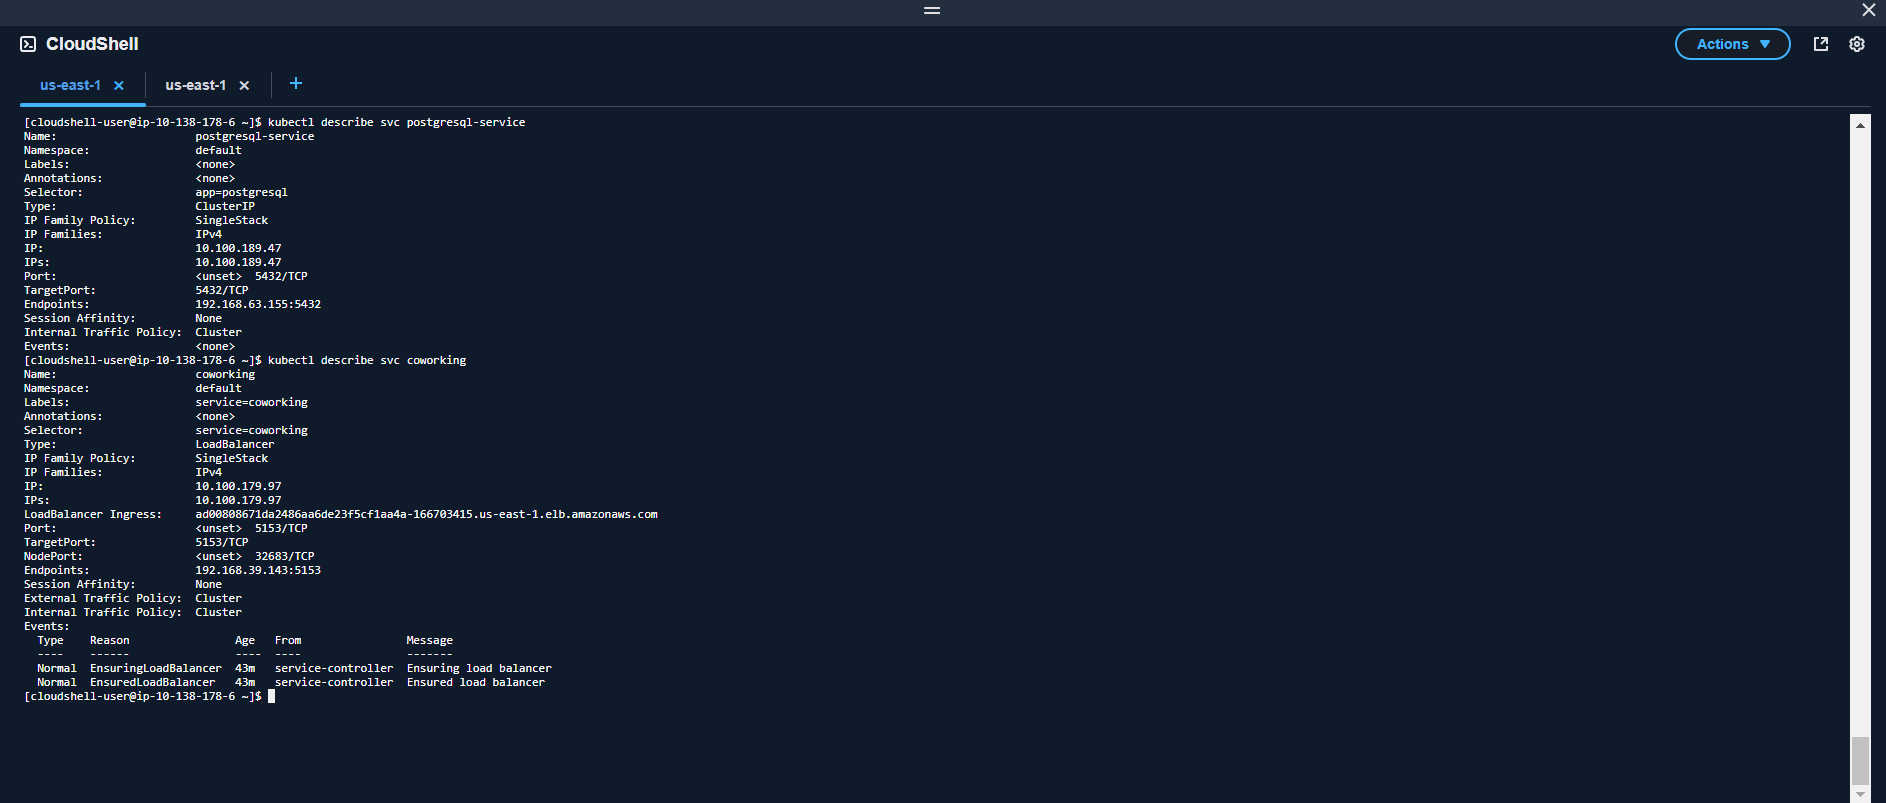 CloudShell
Actions
us-east-1
us-east-1
[cloudshell-user@ip-10-138-178-6 ~]$ kubectl describe svc postgresql-service
Name:                     postgresql-service
Namespace:                default
Labels:                   <none>
Annotations:              <none>
Selector:                 app=postgresql
Type:                     ClusterIP
IP Family Policy:         SingleStack
IP Families:              IPv4
IP:                       10.100.189.47
IPs:                      10.100.189.47
Port:                     <unset>  5432/TCP
TargetPort:               5432/TCP
Endpoints:                192.168.63.155:5432
Session Affinity:         None
Internal Traffic Policy:  Cluster
Events:                   <none>
[cloudshell-user@ip-10-138-178-6 ~]$ kubectl describe svc coworking
Name:                     coworking
Namespace:                default
Labels:                   service=coworking
Annotations:              <none>
Selector:                 service=coworking
Type:                     LoadBalancer
IP Family Policy:         SingleStack
IP Families:              IPv4
IP:                       10.100.179.97
IPs:                      10.100.179.97
LoadBalancer Ingress:     ad00808671da2486aa6de23f5cf1aa4a-166703415.us-east-1.elb.amazonaws.com
Port:                     <unset>  5153/TCP
TargetPort:               5153/TCP
NodePort:                 <unset>  32683/TCP
Endpoints:                192.168.39.143:5153
Session Affinity:         None
External Traffic Policy:  Cluster
Internal Traffic Policy:  Cluster
Events:
  Type    Reason                Age   From                Message
  ----    ------                ----  ----                -------
  Normal  EnsuringLoadBalancer  43m   service-controller  Ensuring load balancer
  Normal  EnsuredLoadBalancer   43m   service-controller  Ensured load balancer
[cloudshell-user@ip-10-138-178-6 ~]$